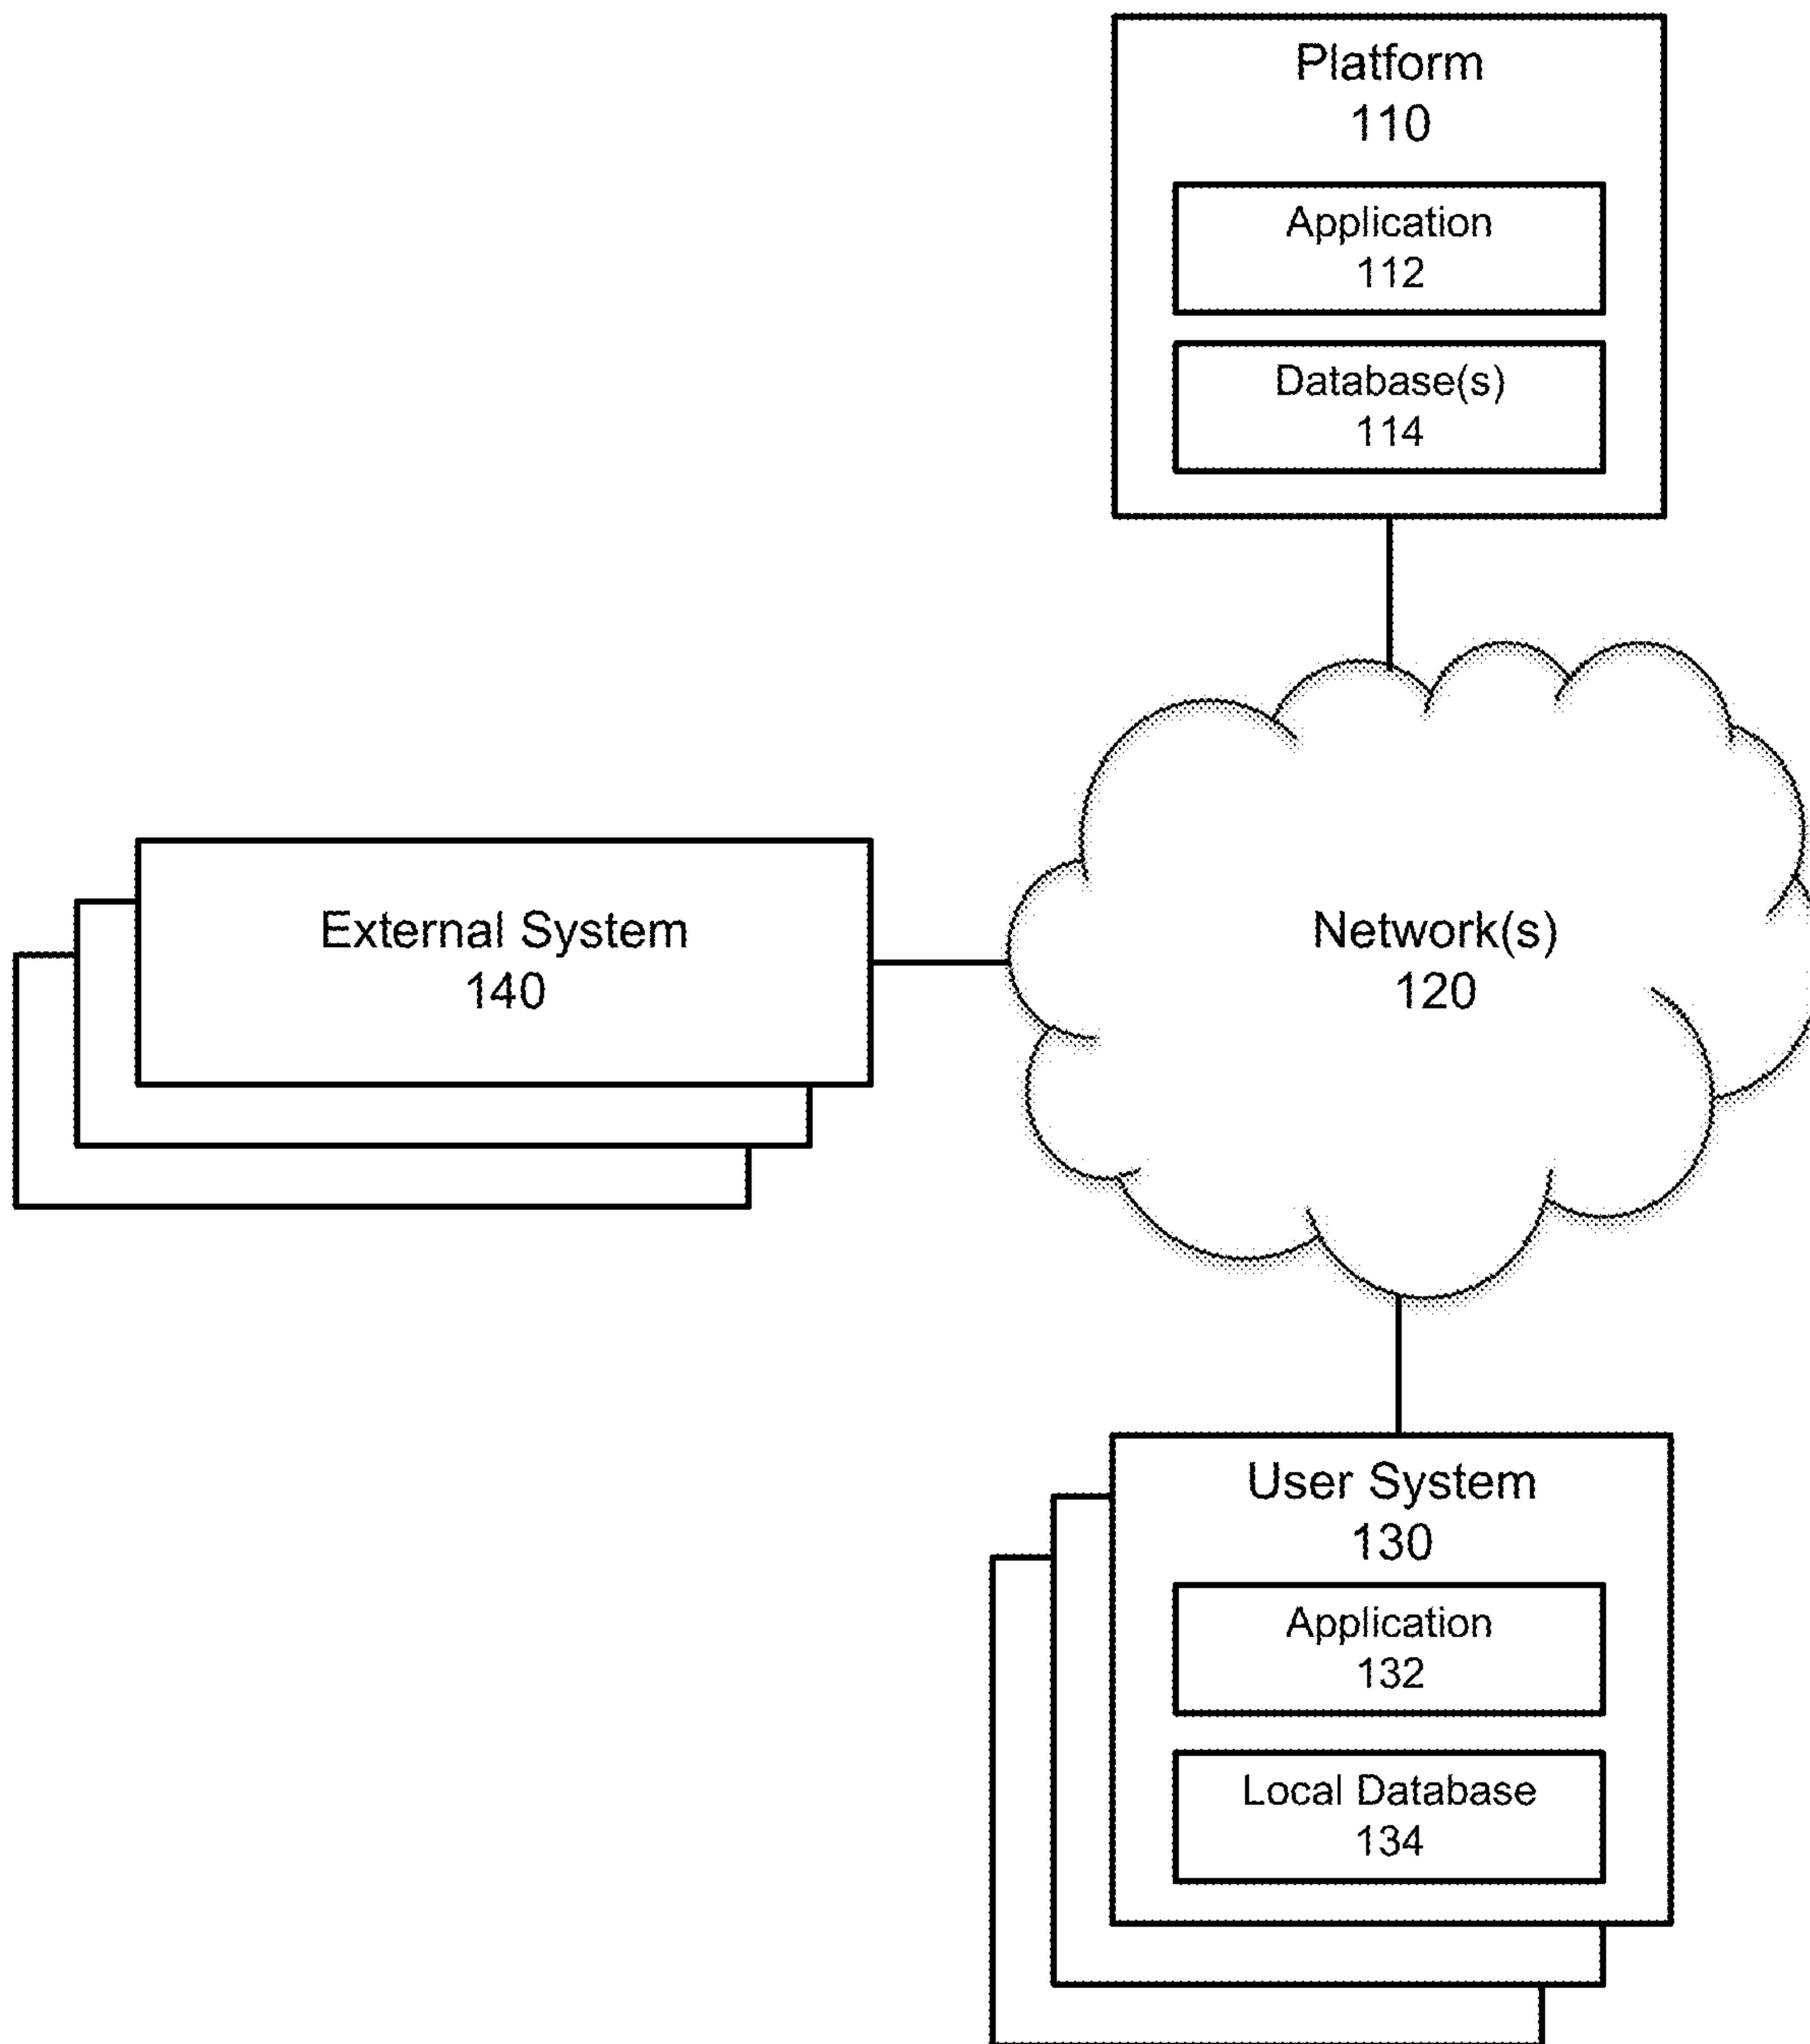 Platform
110
Application
112
Database(s)
114
External System
140
Network(s)
120
User System
130
Application
132
Local Database
134